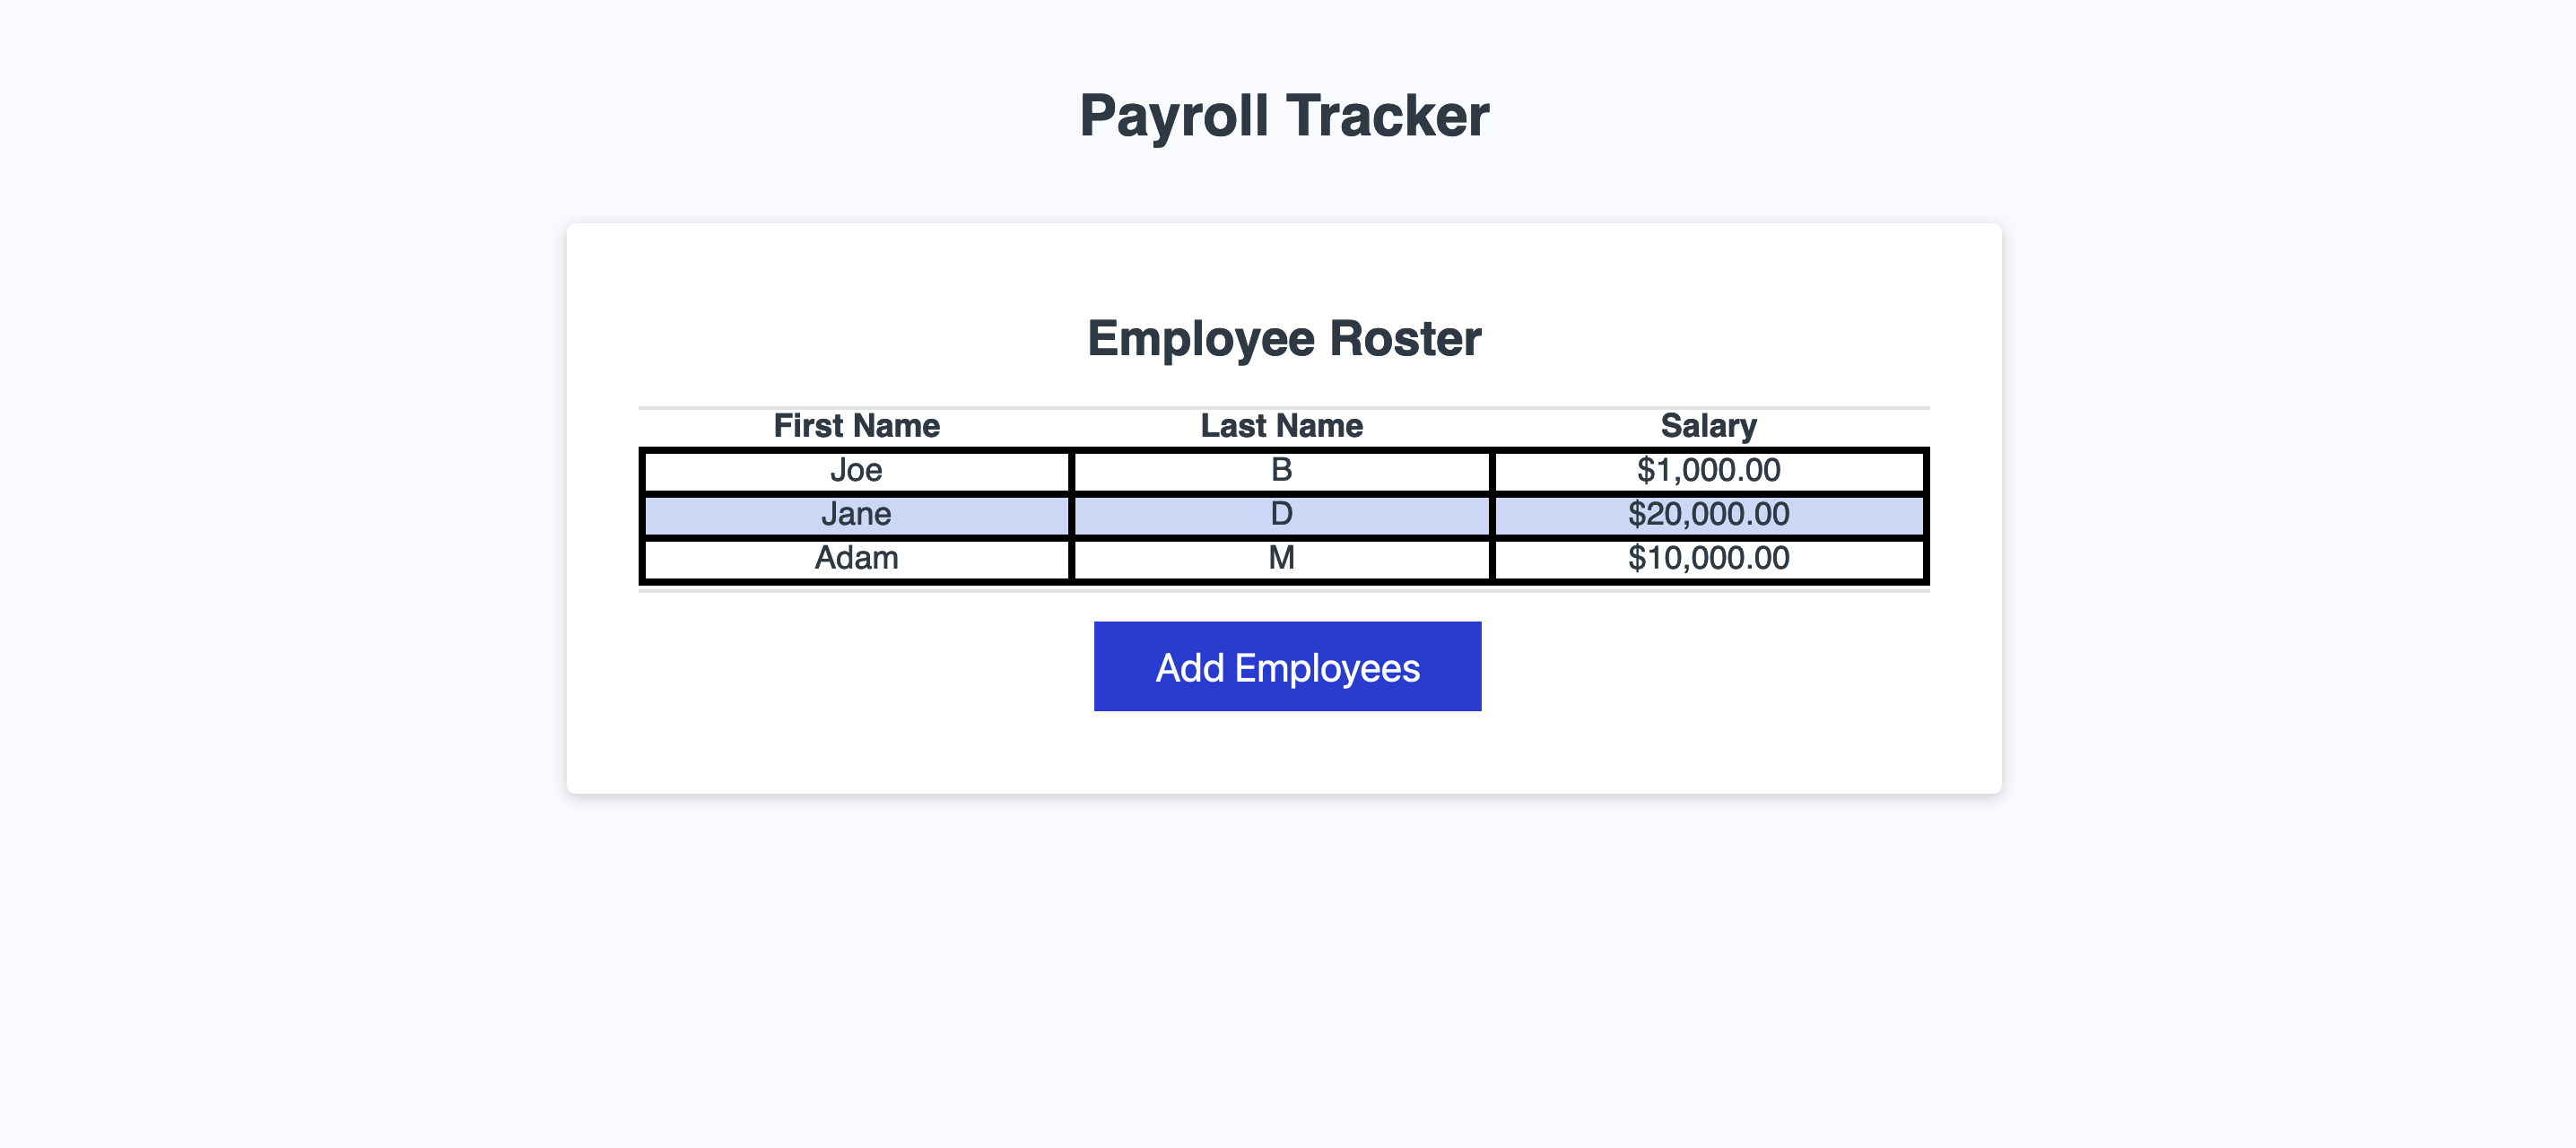 Payroll Tracker
Employee Roster
First Name Last Name Salary
Joe B $1,000.00
Jane D $20,000.00
Adam M $10,000.00
Add Employees